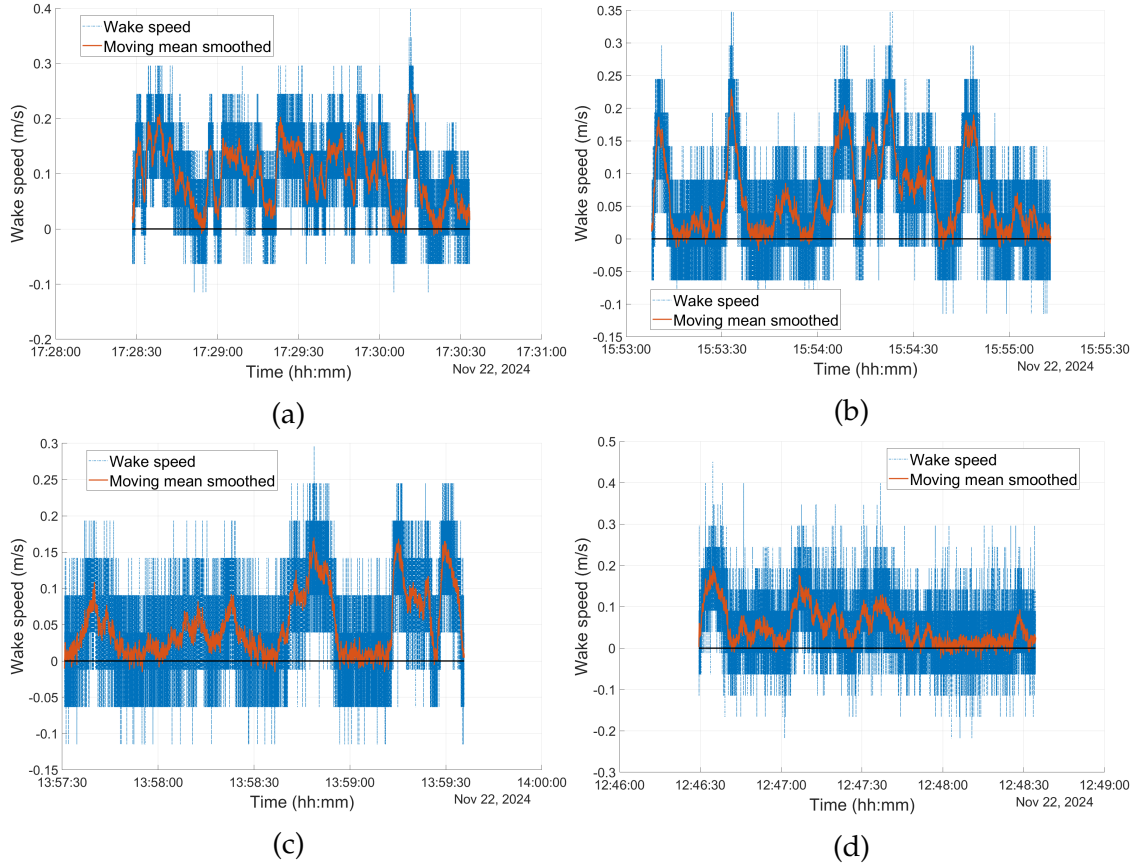 0.4
0.3
0.2
0.1
0
-0.1
-0.2
Wake speed (m/s)
Wake speed
Moving mean smoothed
17:28:00 17:28:30 17:29:00 17:29:30 17:30:00 17:30:30 17:31:00
Time (hh:mm)
Nov 22, 2024
(a)
0.35
0.3
0.25
0.2
0.15
0.1
0.05
0
-0.05
-0.1
-0.15
Wake speed (m/s)
Wake speed
Moving mean smoothed
15:53:00 15:53:30 15:54:00 15:54:30 15:55:00 15:55:30
Time (hh:mm)
Nov 22, 2024
(b)
0.3
0.25
0.2
0.15
0.1
0.05
0
-0.05
-0.1
-0.15
Wake speed (m/s)
Wake speed
Moving mean smoothed
13:57:30 13:58:00 13:58:30 13:59:00 13:59:30 14:00:00
Time (hh:mm)
Nov 22, 2024
(c)
0.5
0.4
0.3
0.2
0.1
0
-0.1
-0.2
-0.3
Wake speed (m/s)
Wake speed
Moving mean smoothed
12:46:00 12:46:30 12:47:00 12:47:30 12:48:00 12:48:30 12:49:00
Time (hh:mm)
Nov 22, 2024
(d)